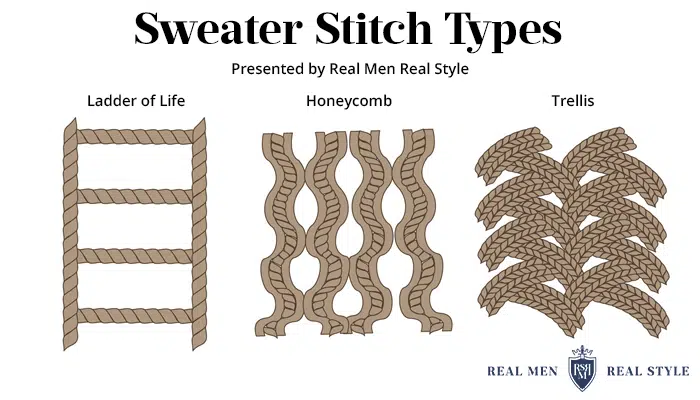 Sweater Stitch Types
Presented by Real Men Real Style
Ladder of Life
Honeycomb
Trellis
REAL MEN
REAL STYLE